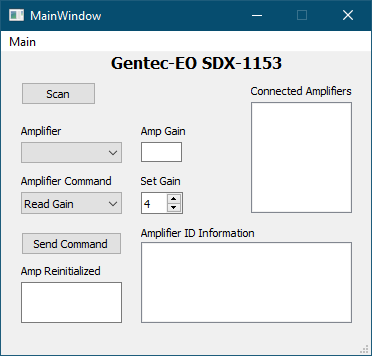 MainWindow
Main
Gentec-EO SDX-1153
Scan
Connected Amplifiers
Amplifier
Amp Gain
Amplifier Command
Set Gain
Read Gain
4
Send Command
Amplifier ID Information
Amp Reinitialized